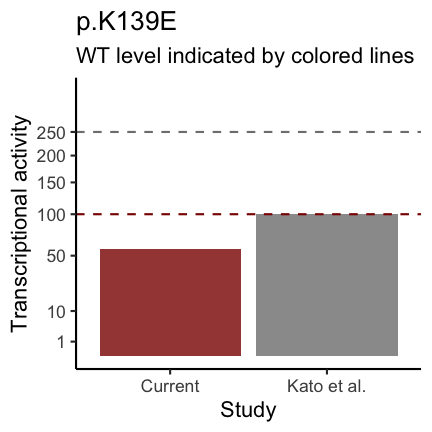 p.K139E
WT level indicated by colored lines
Transcriptional activity
250
200
150
100
50
10
1
Current
Kato et al.
Study